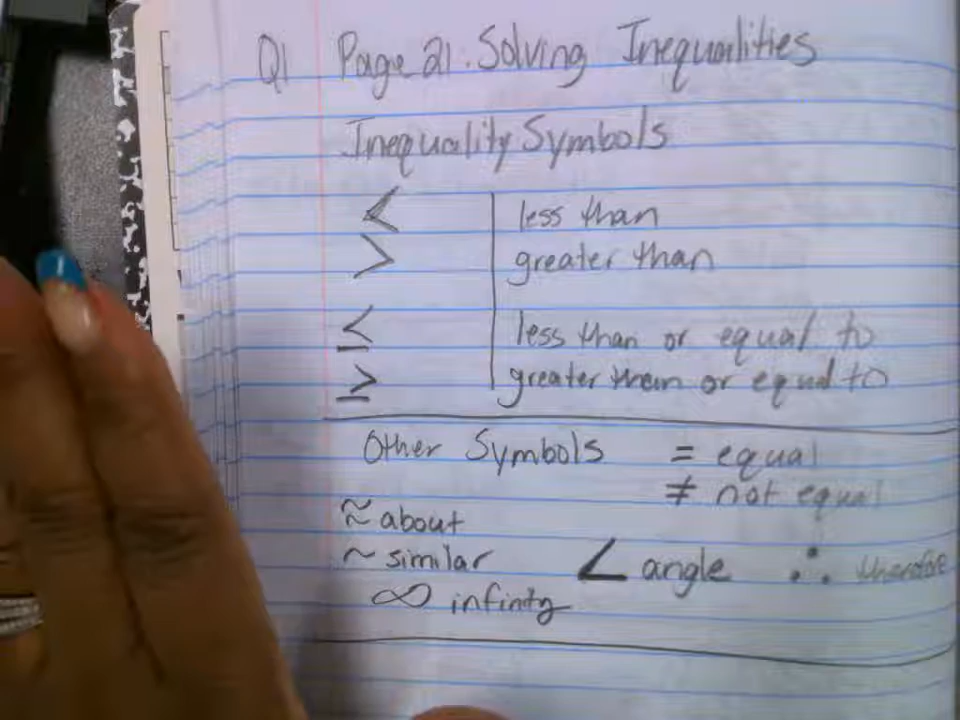 Q1 Page 21. Solving Inequalities
Inequality Symbols
< less than
> greater than
≤ less than or equal to
≥ greater than or equal to
Other Symbols = equal
≠ not equal
≈ about
~ similar ∠ angle ∴ therefore
∞ infinty